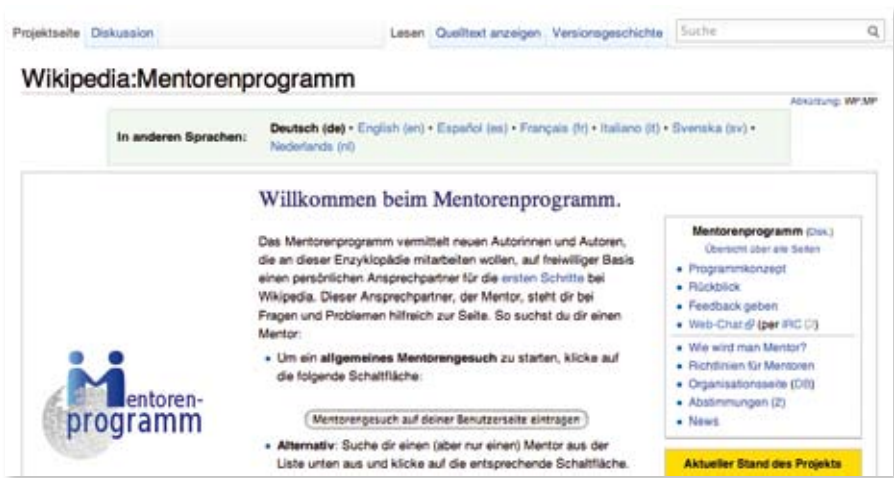 Projektseite Diskussion Lesen Quelltext anzeigen Versionsgeschichte Suche
Wikipedia:Mentorenprogramm
Abkürzung: WP:MP
In anderen Sprachen:
Deutsch (de) • English (en) • Español (es) • Français (fr) • Italiano (it) • Svenska (sv) •
Nederlands (nl)
Willkommen beim Mentorenprogramm.
Das Mentorenprogramm vermittelt neuen Autorinnen und Autoren,
die an dieser Enzyklopädie mitarbeiten wollen, auf freiwilliger Basis
einen persönlichen Ansprechpartner für die ersten Schritte bei
Wikipedia. Dieser Ansprechpartner, der Mentor, steht dir bei
Fragen und Problemen hilfreich zur Seite. So suchst du dir einen
Mentor:
• Um ein allgemeines Mentorengesuch zu starten, klicke auf
die folgende Schaltfläche:
Mentorengesuch auf deiner Benutzerseite eintragen
• Alternativ: Suche dir einen (aber nur einen) Mentor aus der
Liste unten aus und klicke auf die entsprechende Schaltfläche.
Mentoren-
programm
Mentorenprogramm (Disk.)
Übersicht über alle Seiten
• Programmkonzept
• Rückblick
• Feedback geben
• Web-Chat (per IRC)
• Wie wird man Mentor?
• Richtlinien für Mentoren
• Organisationsseite (DB)
• Abstimmungen (2)
• News
Aktueller Stand des Projekts